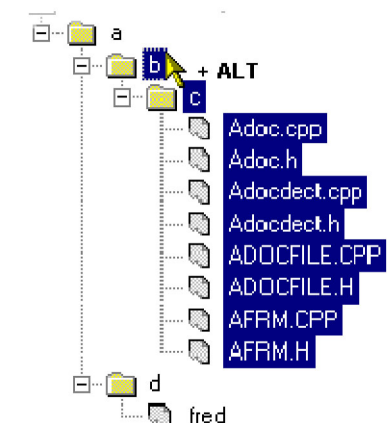 a
b + ALT
c
Adoc.cpp
Adoc.h
Adocdect.cpp
Adocdect.h
ADOCFILE.CPP
ADOCFILE.H
AFRM.CPP
AFRM.H
d
fred